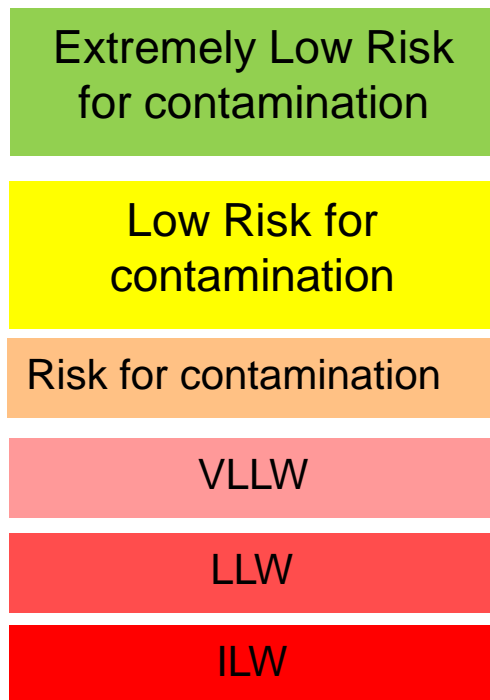 Extremely Low Risk
for contamination
Low Risk for
contamination
Risk for contamination
VLLW
LLW
ILW